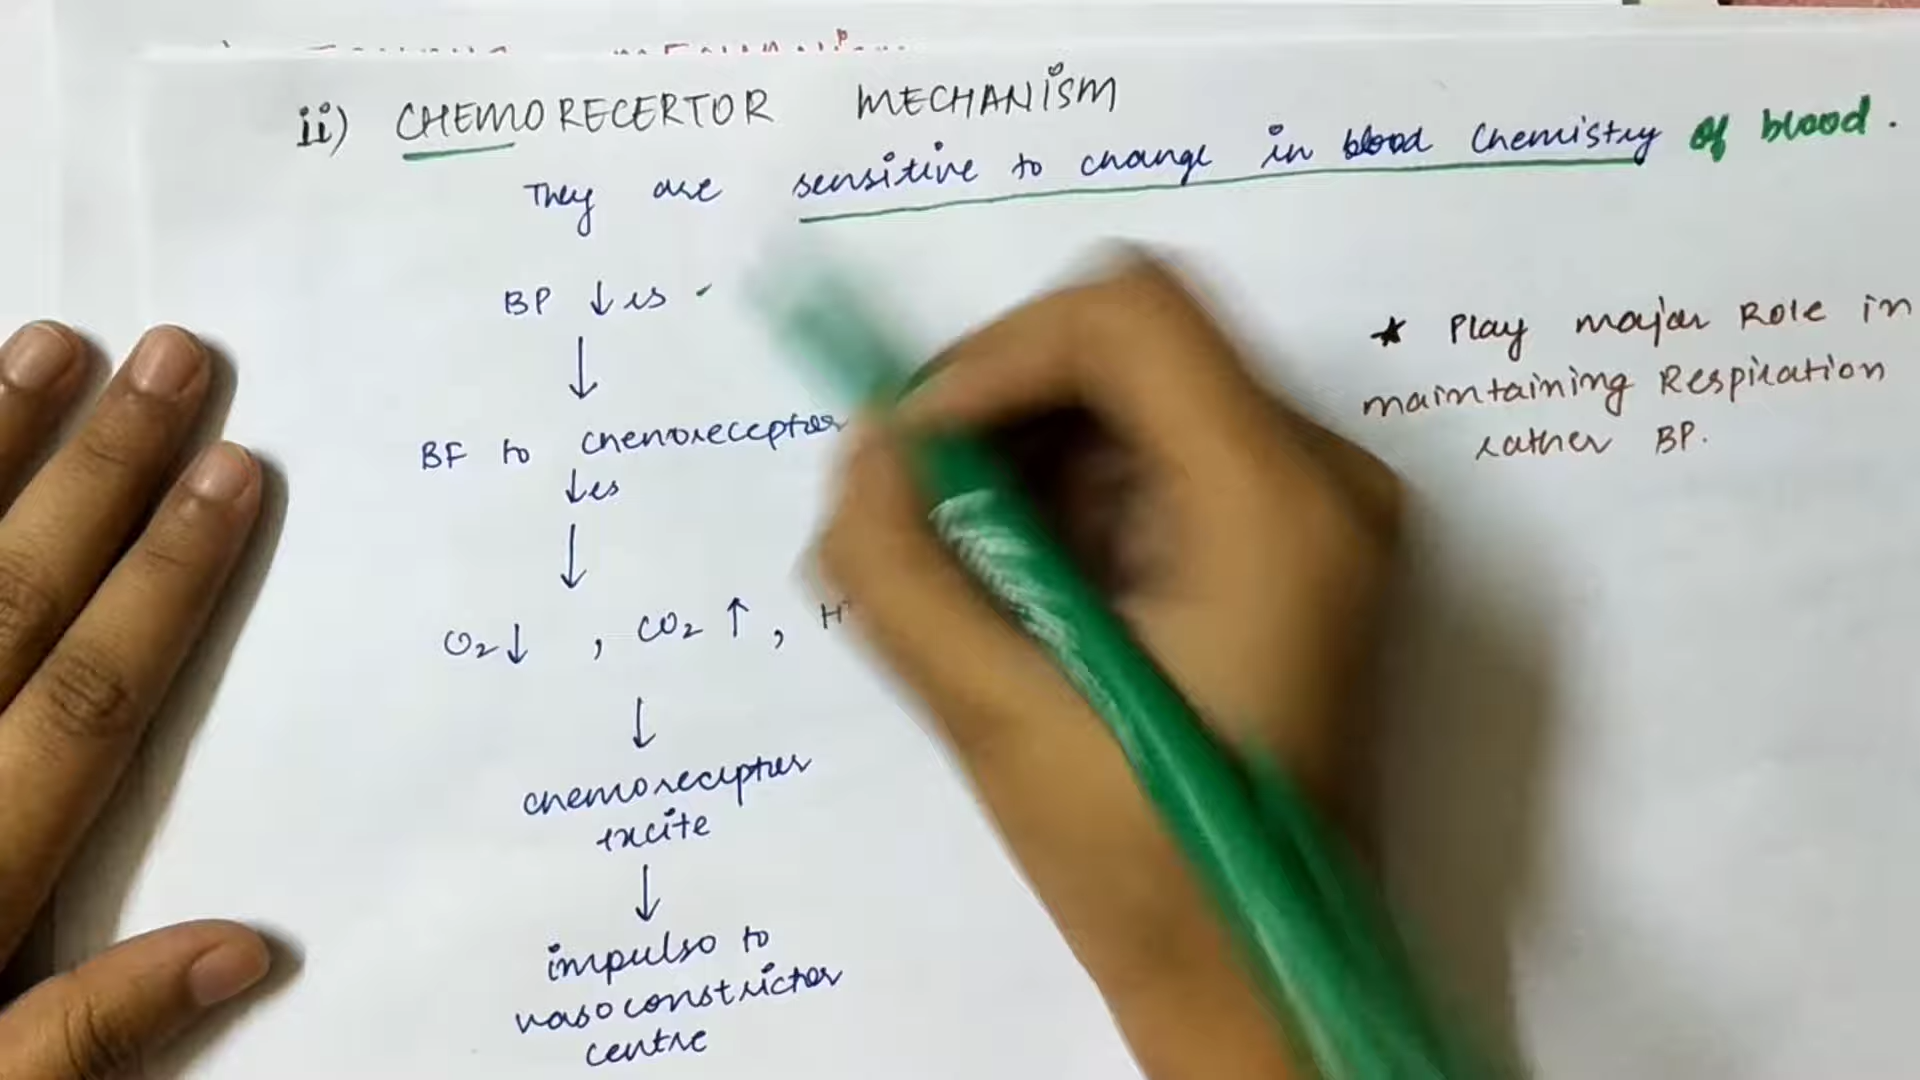 ii) CHEMORECERTOR MECHANISM
They are sensitive to change in blood chemistry of blood.
BP ↓es
↓
BF to chemoreceptor
↓es
↓
O2↓ , CO2 ↑ , H
↓
chemoreceptor
excite
↓
impulso to
vasoconstrictor
centre
★ Play major Role in
maintaining Respiration
rather BP.